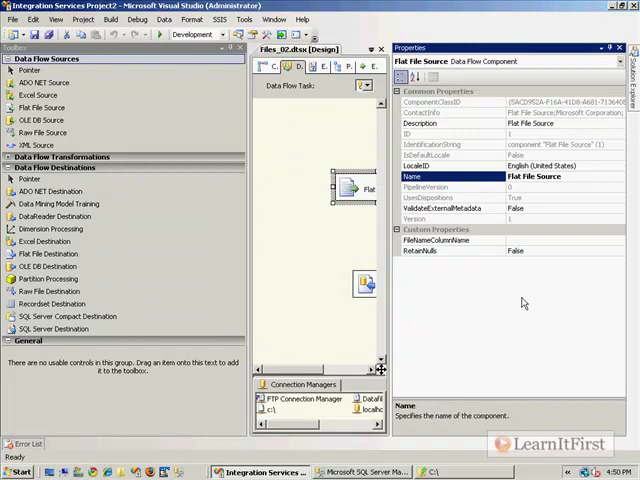 Integration Services Project2 - Microsoft Visual Studio (Administrator)
File Edit View Project Build Debug Data Format SSIS Tools Window Help
Development
Toolbox
Data Flow Sources
Pointer
ADO NET Source
Excel Source
Flat File Source
OLE DB Source
Raw File Source
XML Source
Data Flow Transformations
Data Flow Destinations
Pointer
ADO NET Destination
Data Mining Model Training
DataReader Destination
Dimension Processing
Excel Destination
Flat File Destination
OLE DB Destination
Partition Processing
Raw File Destination
Recordset Destination
SQL Server Compact Destination
SQL Server Destination
General
There are no usable controls in this group. Drag an item onto this text to add it to the toolbox.
Files_02.dtsx [Design]
C. D. E. P. E.
Data Flow Task:
Flat
Connection Managers
FTP Connection Manager
Datafil
c:\
localhc
Properties
Flat File Source Data Flow Component
Common Properties
ComponentClassID {5ACD952A-F16A-41D8-A681-713640
ContactInfo Flat File Source;Microsoft Corporation;
Description Flat File Source
ID 1
IdentificationString component "Flat File Source" (1)
IsDefaultLocale False
LocaleID English (United States)
Name Flat File Source
PipelineVersion 0
UsesDispositions True
ValidateExternalMetadata False
Version 1
Custom Properties
FileNameColumnName
RetainNulls False
Name
Specifies the name of the component.
Solution Explorer
LearnItFirst
Error List
Ready
Start
Integration Services ...
Microsoft SQL Server Ma...
C:\
4:50 PM